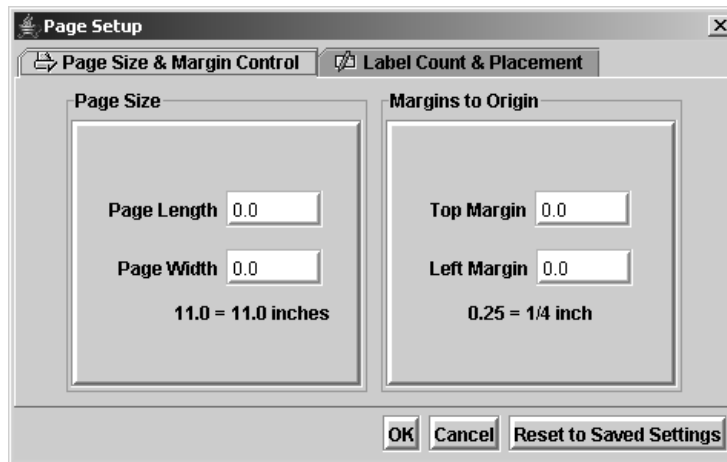 Page Setup
Page Size & Margin Control
Label Count & Placement
Page Size
Page Length 0.0
Page Width 0.0
11.0 = 11.0 inches
Margins to Origin
Top Margin 0.0
Left Margin 0.0
0.25 = 1/4 inch
OK Cancel Reset to Saved Settings